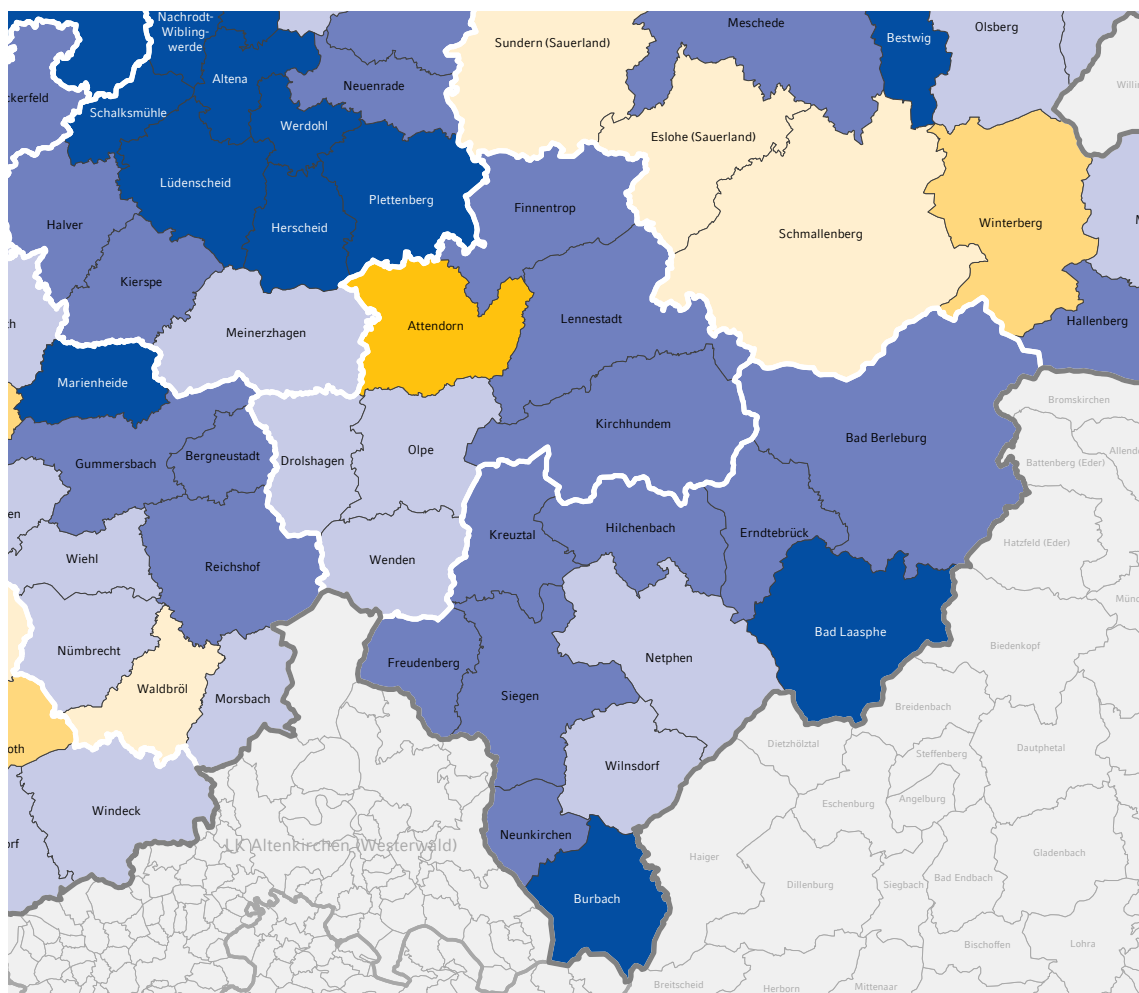 Nachrodt-
Wibling-
werde
Sundern (Sauerland)
Meschede
Bestwig
Olsberg
Altena
Neuenrade
Schalksmühle
Werdohl
Eslohe (Sauerland)
Lüdenscheid
Plettenberg
Finnentrop
Halver
Herscheid
Schmallenberg
Winterberg
Kierspe
Meinerzhagen
Attendorn
Lennestadt
Hallenberg
Marienheide
Bromskirchen
Kirchhundem
Bad Berleburg
Olpe
Drolshagen
Bergneustadt
Gummersbach
Battenberg (Eder)
Hilchenbach
Kreuztal
Erndtebrück
Hatzfeld (Eder)
Wiehl
Reichshof
Wenden
Bad Laasphe
Biedenkopf
Nümbrecht
Freudenberg
Netphen
Waldbröl
Morsbach
Siegen
Breidenbach
Dietzhölztal
Steffenberg
Dautphetal
Wilnsdorf
Angelburg
Eschenburg
Windeck
Neunkirchen
LK Altenkirchen (Westerwald)
Haiger
Gladenbach
Bad Endbach
Dillenburg
Siegbach
Burbach
Bischoffen
Lohra
Breitscheid
Herborn
Mittenaar